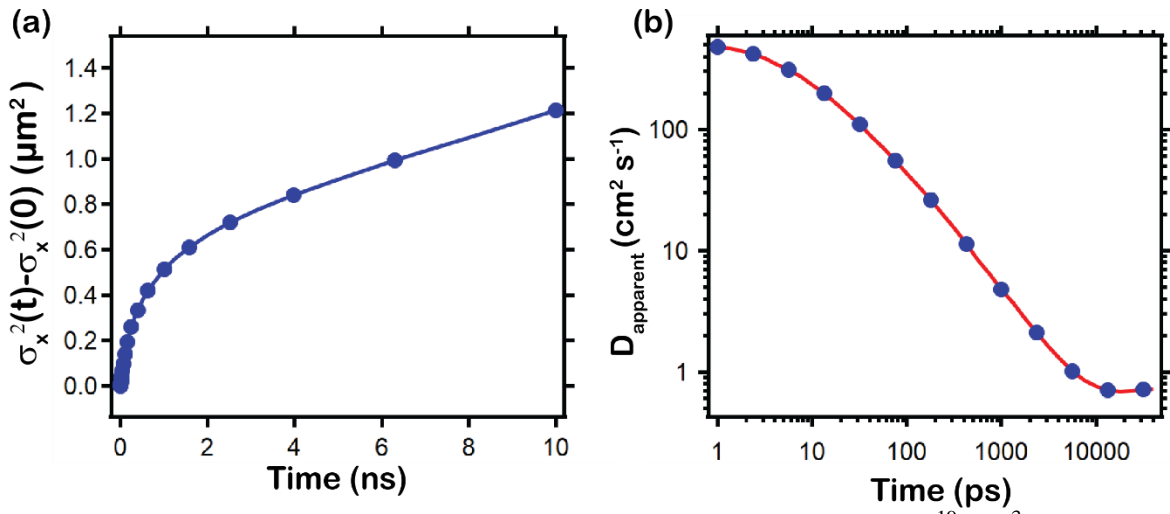 (a)
1.4
1.2
1.0
0.8
0.6
0.4
0.2
0.0
σx²(t)-σx²(0) (µm²)
0 2 4 6 8 10
Time (ns)
(b)
100
10
1
Dapparent (cm² s⁻¹)
1 10 100 1000 10000
Time (ps)